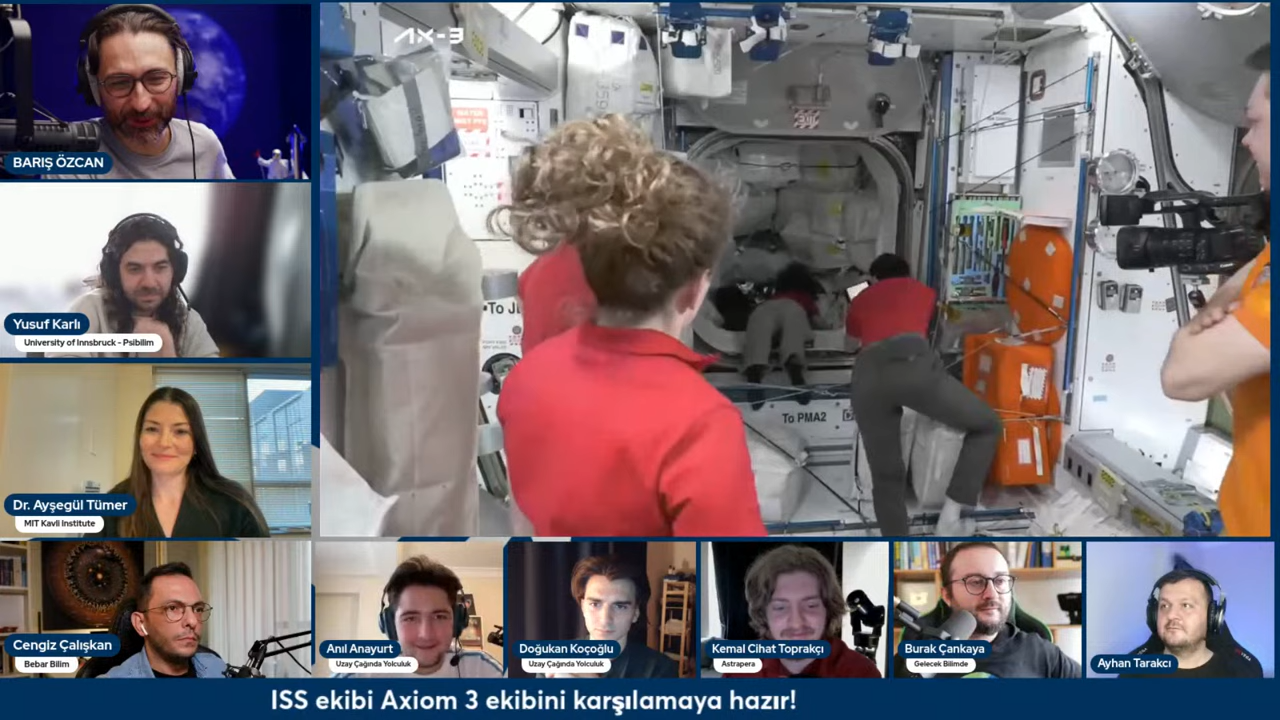 AX-3
BARIŞ ÖZCAN
Yusuf Karlı
University of Innsbruck - Psibilim
To PMA2
Dr. Ayşegül Tümer
MIT Kavli Institute
Cengiz Çalışkan
Bebar Bilim
Anıl Anayurt
Uzay Çağında Yolculuk
Doğukan Koçoğlu
Uzay Çağında Yolculuk
Kemal Cihat Toprakçı
Astrapera
Burak Çankaya
Gelecek Bilimde
Ayhan Tarakcı
ISS ekibi Axiom 3 ekibini karşılamaya hazır!